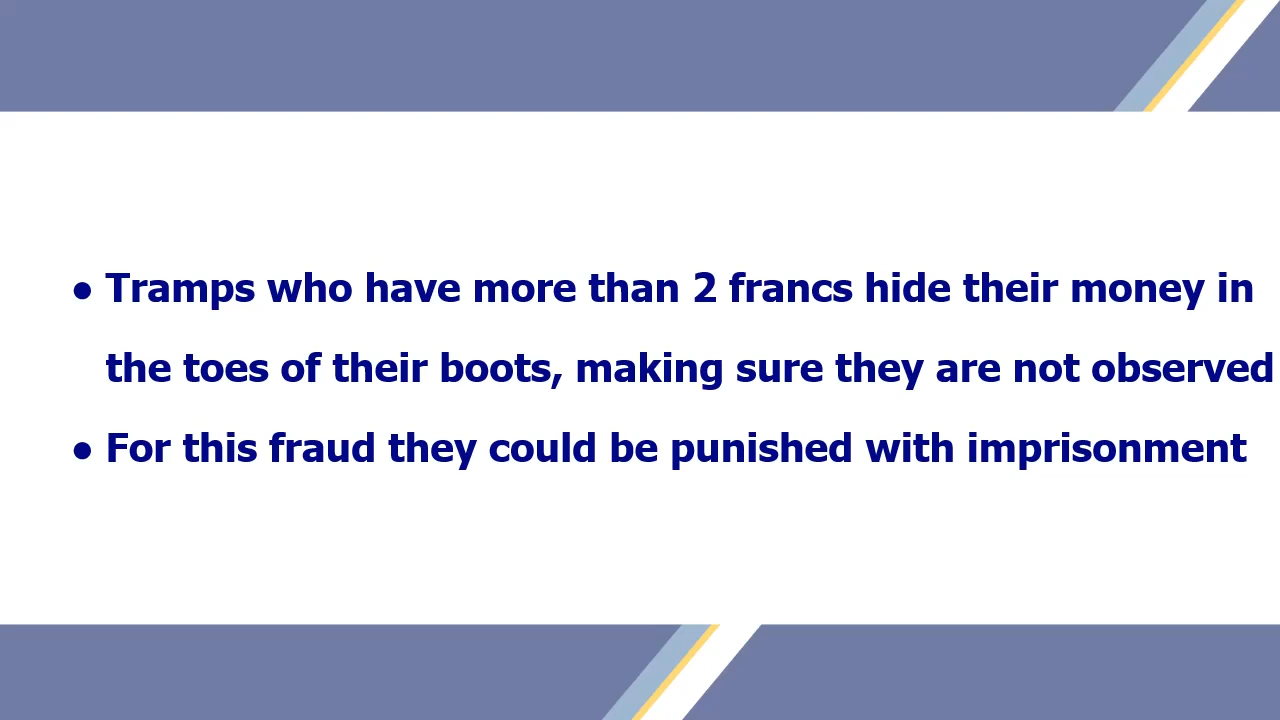 ● Tramps who have more than 2 francs hide their money in
the toes of their boots, making sure they are not observed
● For this fraud they could be punished with imprisonment